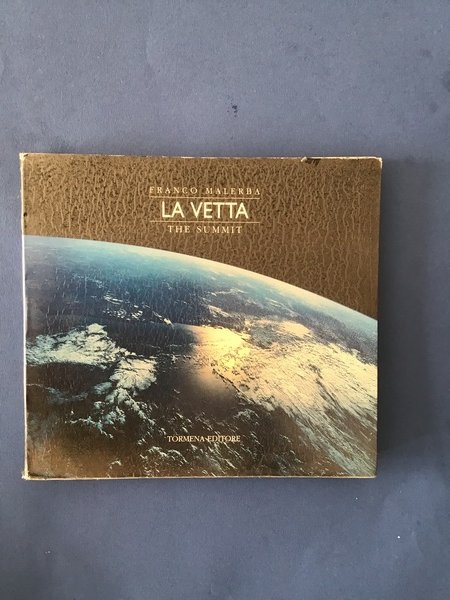 FRANCO MALERBA
LA VETTA
THE SUMMIT
TORMENA EDITORE